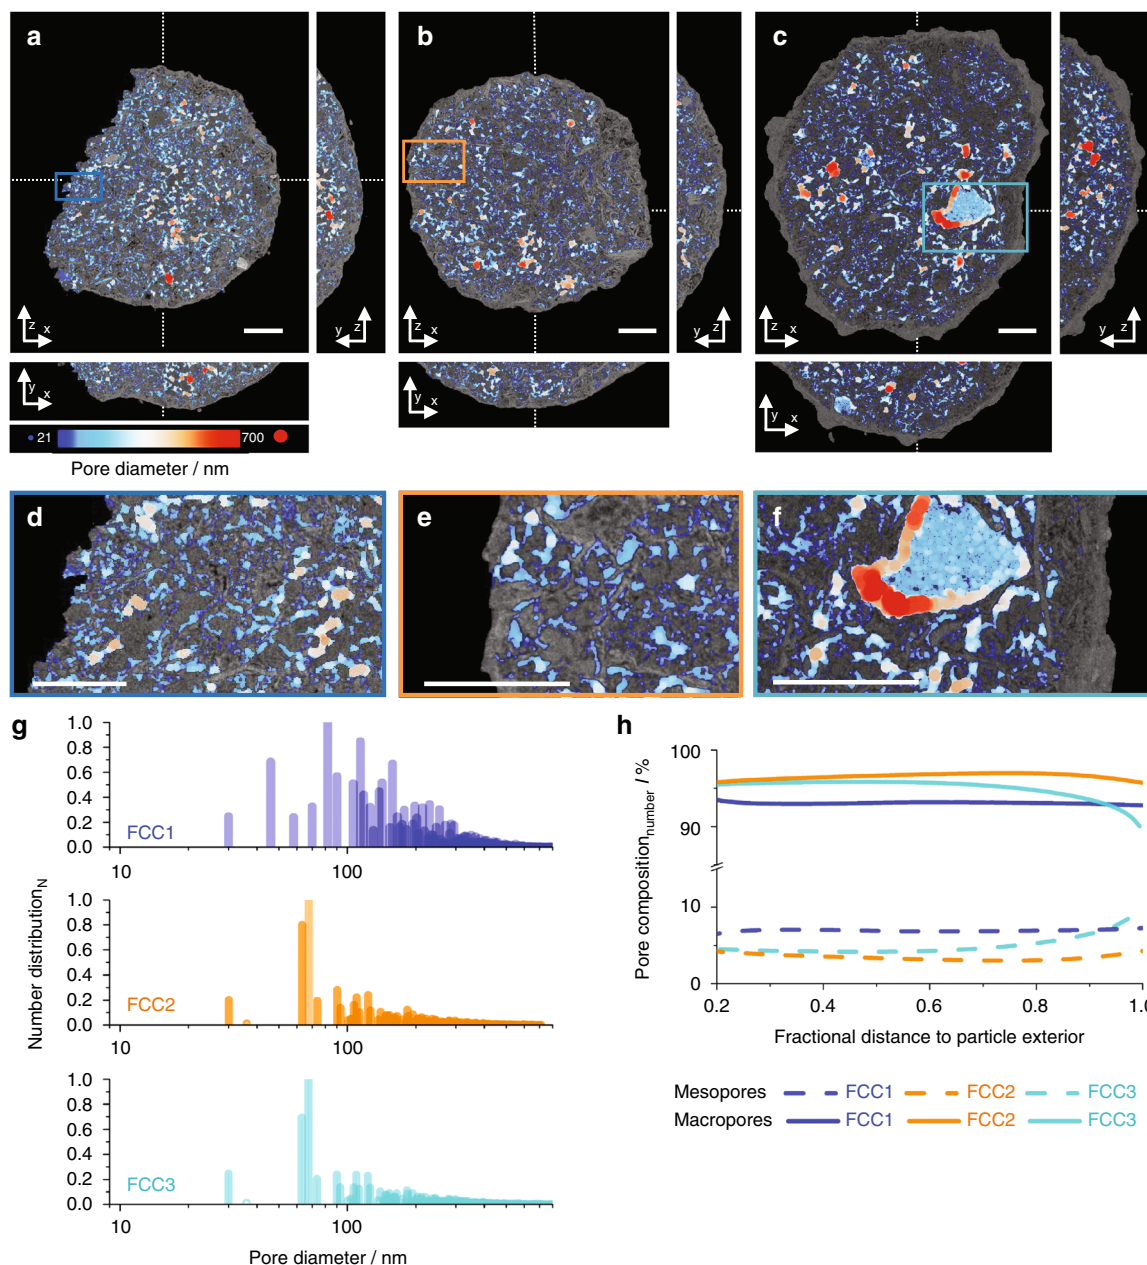 a
b
c
z x
y z
z x
y z
z x
y z
y x
y x
y x
21 700
Pore diameter / nm
d
e
f
g
1.0
0.8
0.6
0.4
0.2
0.0
FCC1
10 100
1.0
0.8
0.6
0.4
0.2
0.0
FCC2
10 100
1.0
0.8
0.6
0.4
0.2
0.0
FCC3
10 100
Number distribution_N
Pore diameter / nm
h
100
90
10
0
0.2 0.4 0.6 0.8 1.0
Pore composition_number / %
Fractional distance to particle exterior
Mesopores FCC1 FCC2 FCC3
Macropores FCC1 FCC2 FCC3